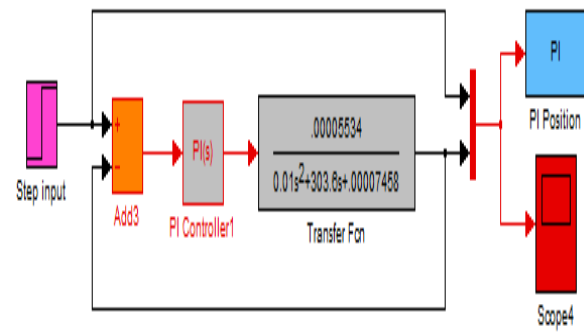 PI
PI Position
Step input
+
−
Add3
PI(s)
PI Controller1
.00005534
0.01s²+303.6s+.00007458
Transfer Fcn
Scope4